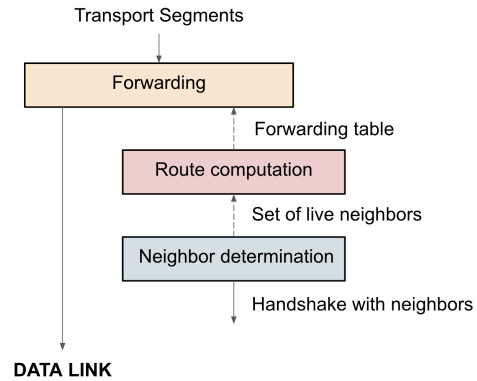 Transport Segments
Forwarding
Forwarding table
Route computation
Set of live neighbors
Neighbor determination
Handshake with neighbors
DATA LINK